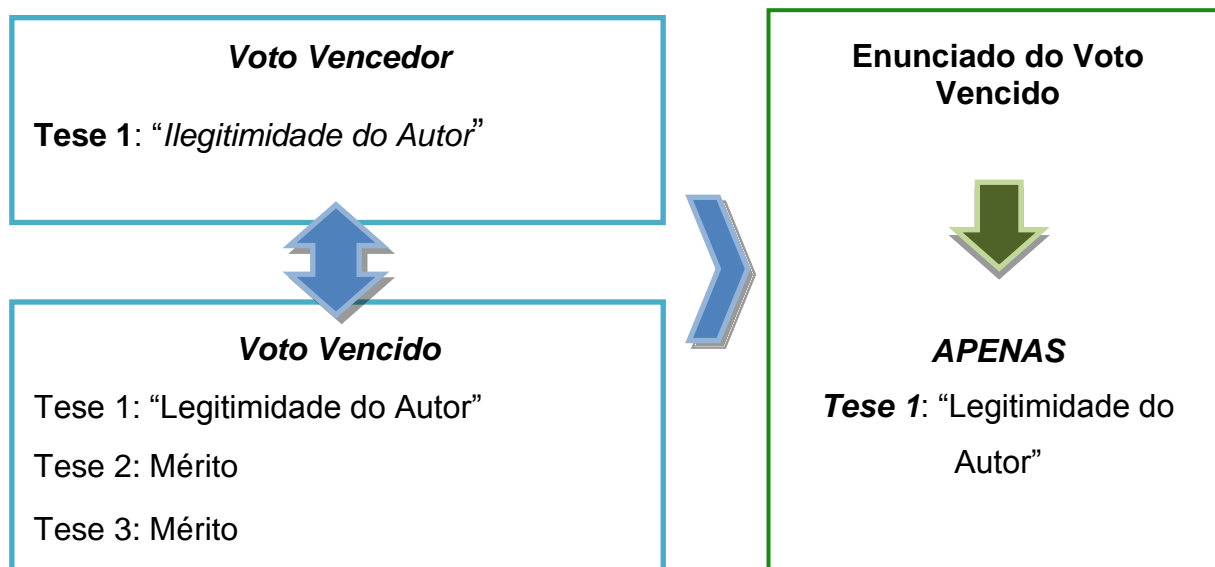 Voto Vencedor
Tese 1: “Ilegitimidade do Autor”
Voto Vencido
Tese 1: “Legitimidade do Autor”
Tese 2: Mérito
Tese 3: Mérito
Enunciado do Voto
Vencido
APENAS
Tese 1: “Legitimidade do
Autor”